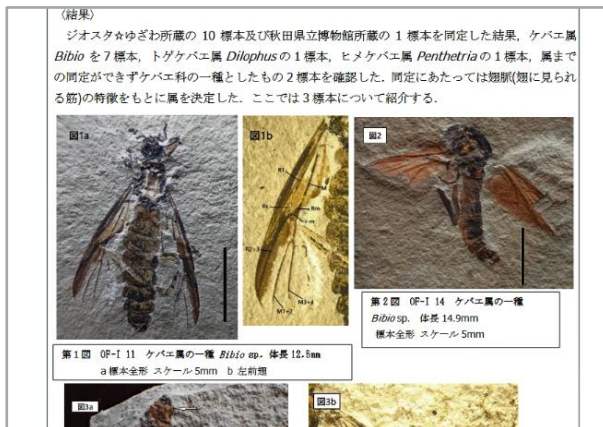 〈結果〉
ジオスタ☆ゆざわ所蔵の 10 標本及び秋田県立博物館所蔵の 1 標本を同定した結果，ケバエ属
Bibio を 7 標本，トゲケバエ属 Dilophus の 1 標本，ヒメケバエ属 Penthetria の 1 標本，属まで
の同定ができずケバエ科の一種としたもの 2 標本を確認した．同定にあたっては翅脈(翅に見られ
る筋)の特徴をもとに属を決定した．ここでは 3 標本について紹介する．
図1a
図1b
図2
R1
M
Rs
Rm
r-m
R2+3
M3+4
M1+2
第２図 OF-I 14 ケバエ属の一種
Bibio sp. 体長 14.9mm
標本全形 スケール 5mm
第１図 OF-I 11 ケバエ属の一種 Bibio sp. 体長 12.6mm
a 標本全形 スケール 5mm b 左前翅
図3a
図3b